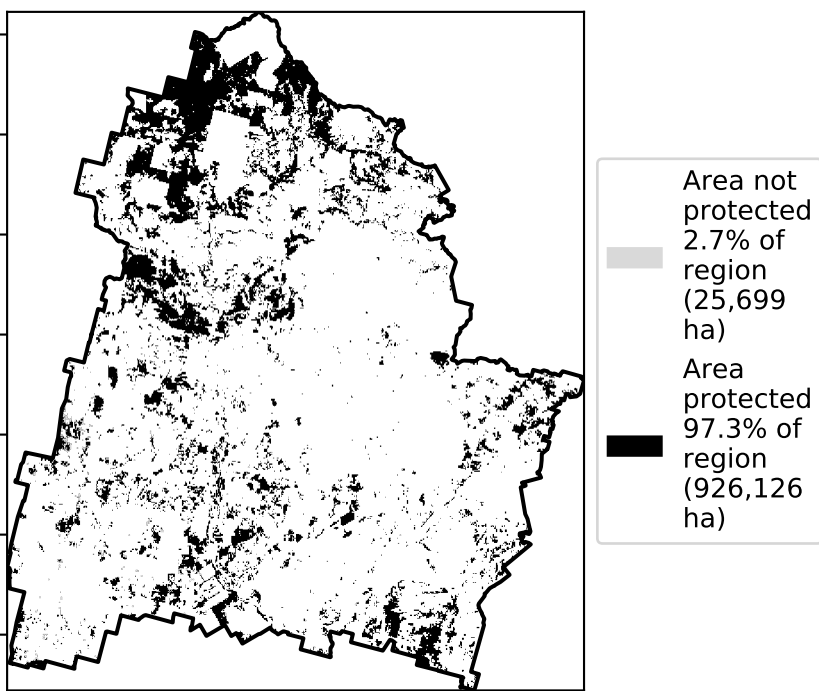 Area not
protected
2.7% of
region
(25,699
ha)
Area
protected
97.3% of
region
(926,126
ha)